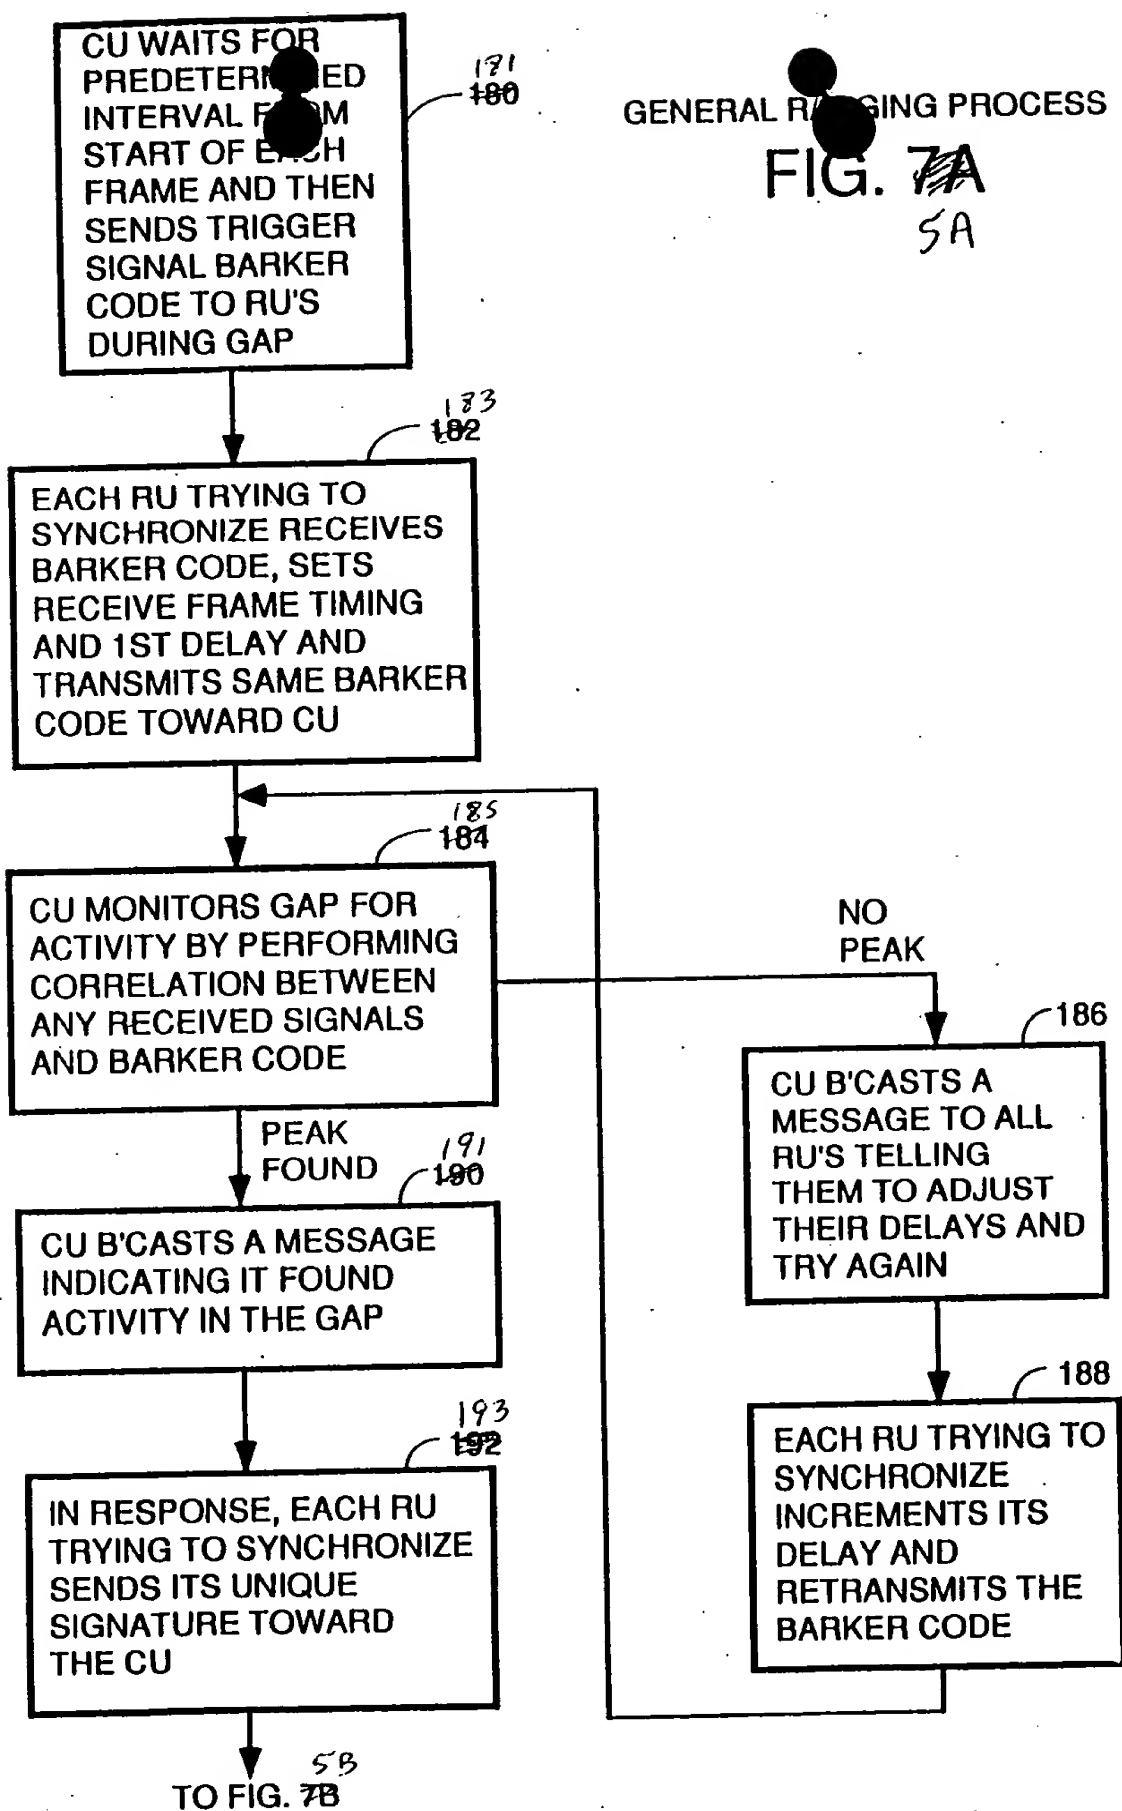 CU WAITS FOR
PREDETERMINED
INTERVAL FROM
START OF EACH
FRAME AND THEN
SENDS TRIGGER
SIGNAL BARKER
CODE TO RU'S
DURING GAP
181
180
GENERAL RANGING PROCESS
FIG. 7A
5A
183
182
EACH RU TRYING TO
SYNCHRONIZE RECEIVES
BARKER CODE, SETS
RECEIVE FRAME TIMING
AND 1ST DELAY AND
TRANSMITS SAME BARKER
CODE TOWARD CU
185
184
CU MONITORS GAP FOR
ACTIVITY BY PERFORMING
CORRELATION BETWEEN
ANY RECEIVED SIGNALS
AND BARKER CODE
NO
PEAK
186
CU B'CASTS A
MESSAGE TO ALL
RU'S TELLING
THEM TO ADJUST
THEIR DELAYS AND
TRY AGAIN
PEAK
FOUND
191
190
CU B'CASTS A MESSAGE
INDICATING IT FOUND
ACTIVITY IN THE GAP
188
EACH RU TRYING TO
SYNCHRONIZE
INCREMENTS ITS
DELAY AND
RETRANSMITS THE
BARKER CODE
193
192
IN RESPONSE, EACH RU
TRYING TO SYNCHRONIZE
SENDS ITS UNIQUE
SIGNATURE TOWARD
THE CU
5B
TO FIG. 7B